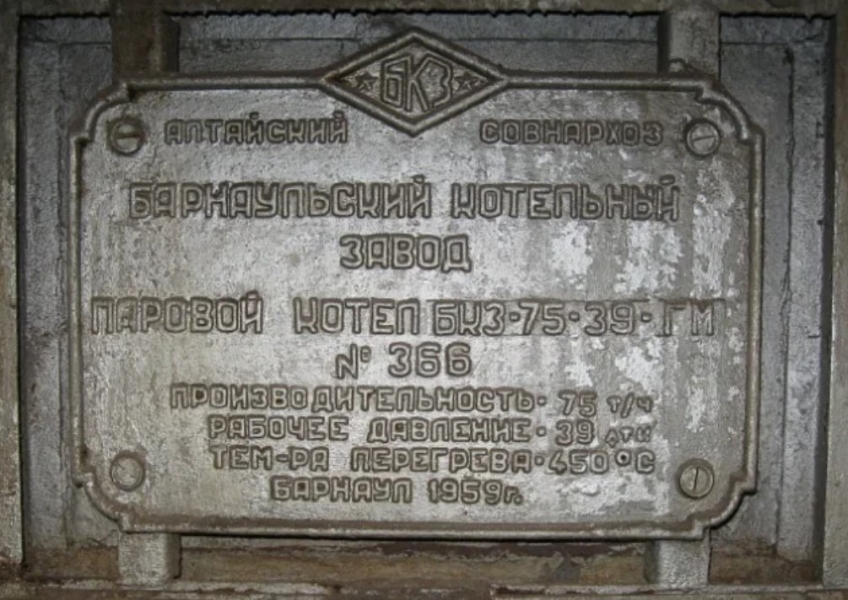 БКЗ
АЛТАЙСКИЙ СОВНАРХОЗ
БАРНАУЛЬСКИЙ КОТЕЛЬНЫЙ
ЗАВОД
ПАРОВОЙ КОТЕЛ БКЗ-75-39-ГМ
№ 366
ПРОИЗВОДИТЕЛЬНОСТЬ-75 т/ч
РАБОЧЕЕ ДАВЛЕНИЕ-39 ати
ТЕМ-РА ПЕРЕГРЕВА-450°С
БАРНАУЛ 1959г.